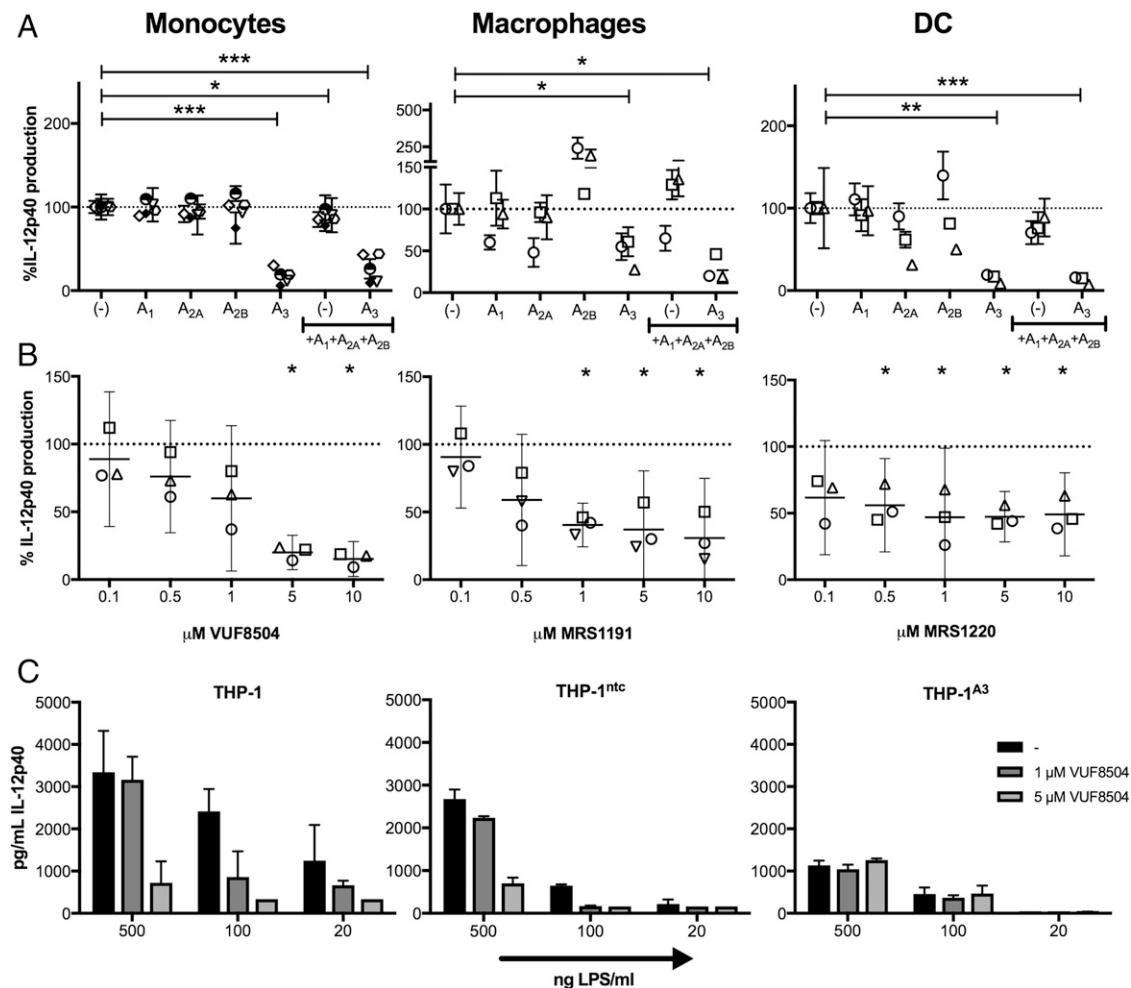 A
Monocytes
Macrophages
DC
%IL-12p40 production
200
100
0
***
*
***
(-) A1 A2A A2B A3 (-) A3
+A1+A2A+A2B
500
250
150
100
50
0
*
*
(-) A1 A2A A2B A3 (-) A3
+A1+A2A+A2B
200
100
0
***
**
(-) A1 A2A A2B A3 (-) A3
+A1+A2A+A2B
B
% IL-12p40 production
150
100
50
0
* *
0.1 0.5 1 5 10
μM VUF8504
150
100
50
0
* * *
0.1 0.5 1 5 10
μM MRS1191
150
100
50
0
* * * *
0.1 0.5 1 5 10
μM MRS1220
C
THP-1
pg/mL IL-12p40
5000
4000
3000
2000
1000
0
500 100 20
THP-1ntc
5000
4000
3000
2000
1000
0
500 100 20
THP-1A3
5000
4000
3000
2000
1000
0
500 100 20
-
1 μM VUF8504
5 μM VUF8504
ng LPS/ml